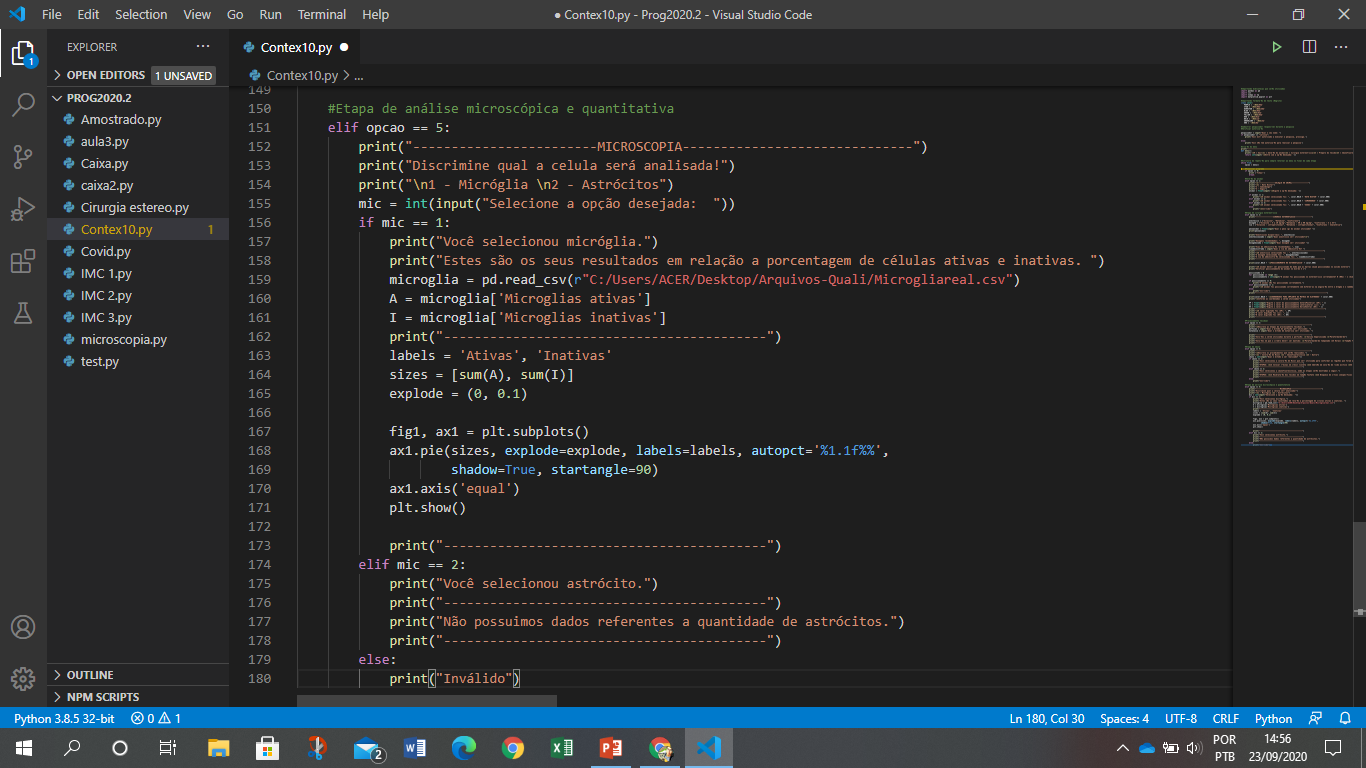 File Edit Selection View Go Run Terminal Help
● Contex10.py - Prog2020.2 - Visual Studio Code
EXPLORER
OPEN EDITORS 1 UNSAVED
PROG2020.2
Amostrado.py
aula3.py
Caixa.py
caixa2.py
Cirurgia estereo.py
Contex10.py 1
Covid.py
IMC 1.py
IMC 2.py
IMC 3.py
microscopia.py
test.py
OUTLINE
NPM SCRIPTS
1
Contex10.py
Contex10.py > ...
149
150 #Etapa de análise microscópica e quantitativa
151 elif opcao == 5:
152 print("------------------------MICROSCOPIA------------------------------")
153 print("Discrimine qual a celula será analisada!")
154 print("\n1 - Micróglia \n2 - Astrócitos")
155 mic = int(input("Selecione a opção desejada:  "))
156 if mic == 1:
157 print("Você selecionou micróglia.")
158 print("Estes são os seus resultados em relação a porcentagem de células ativas e inativas. ")
159 microglia = pd.read_csv(r"C:/Users/ACER/Desktop/Arquivos-Quali/Microgliareal.csv")
160 A = microglia['Microglias ativas']
161 I = microglia['Microglias inativas']
162 print("------------------------------------------")
163 labels = 'Ativas', 'Inativas'
164 sizes = [sum(A), sum(I)]
165 explode = (0, 0.1)
166
167 fig1, ax1 = plt.subplots()
168 ax1.pie(sizes, explode=explode, labels=labels, autopct='%1.1f%%',
169 shadow=True, startangle=90)
170 ax1.axis('equal')
171 plt.show()
172
173 print("------------------------------------------")
174 elif mic == 2:
175 print("Você selecionou astrócito.")
176 print("------------------------------------------")
177 print("Não possuimos dados referentes a quantidade de astrócitos.")
178 print("------------------------------------------")
179 else:
180 print("Inválido")
Python 3.8.5 32-bit 0 1
Ln 180, Col 30 Spaces: 4 UTF-8 CRLF Python
2
POR
PTB
14:56
23/09/2020